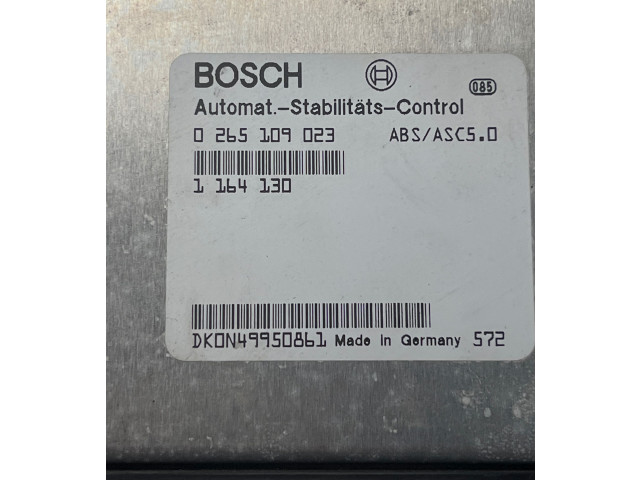 BOSCH
085
Automat.-Stabilitäts-Control
0 265 109 023 ABS/ASC5.0
1 164 130
DK0N49950861 Made in Germany 572